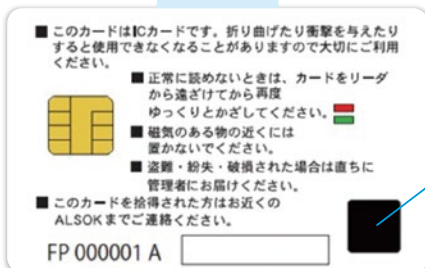 ■ このカードはICカードです。折り曲げたり衝撃を与えたり
すると使用できなくなることがありますので大切にご利用
ください。
■ 正常に読めないときは、カードをリーダ
から遠ざけてから再度
ゆっくりとかざしてください。
■ 磁気のある物の近くには
置かないでください。
■ 盗難・紛失・破損された場合は直ちに
管理者にお届けください。
■ このカードを拾得された方はお近くの
ALSOKまでご連絡ください。
FP 000001 A